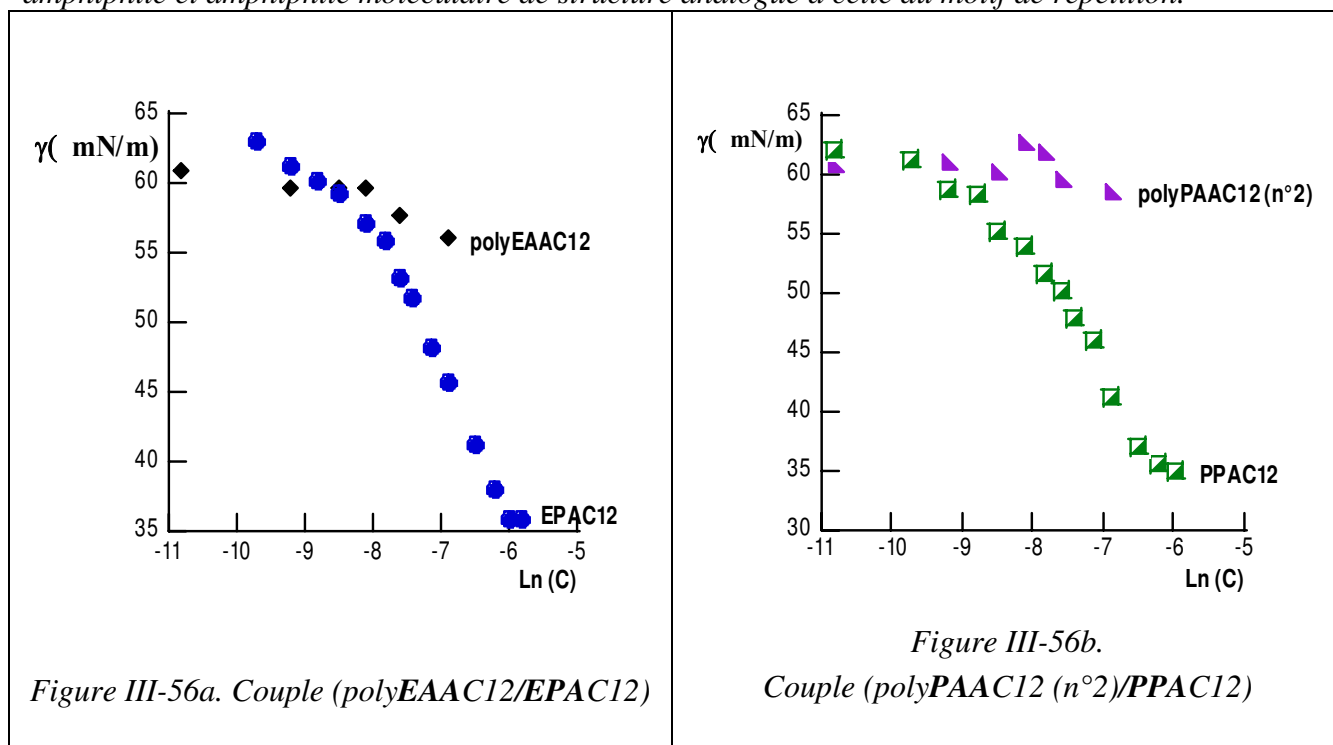 amphiphile et amphiphile moléculaire de structure analogue à celle du motif de répétition.
65
γ( mN/m)
60
55
50
45
40
35
polyEAAC12
EPAC12
-11 -10 -9 -8 -7 -6 -5
Ln (C)
Figure III-56a. Couple (polyEAAC12/EPAC12)
65
γ( mN/m)
60
55
50
45
40
35
30
polyPAAC12 (n°2)
PPAC12
-11 -10 -9 -8 -7 -6 -5
Ln (C)
Figure III-56b.
Couple (polyPAAC12 (n°2)/PPAC12)